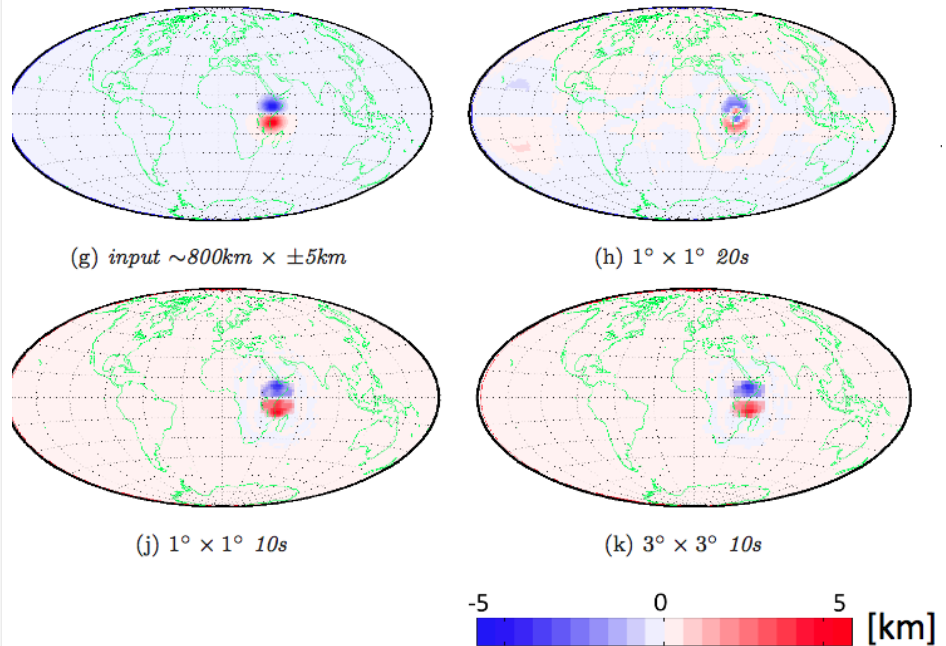 (g) input ~800km × ±5km
(h) 1° × 1° 20s
(j) 1° × 1° 10s
(k) 3° × 3° 10s
-5 0 5 [km]